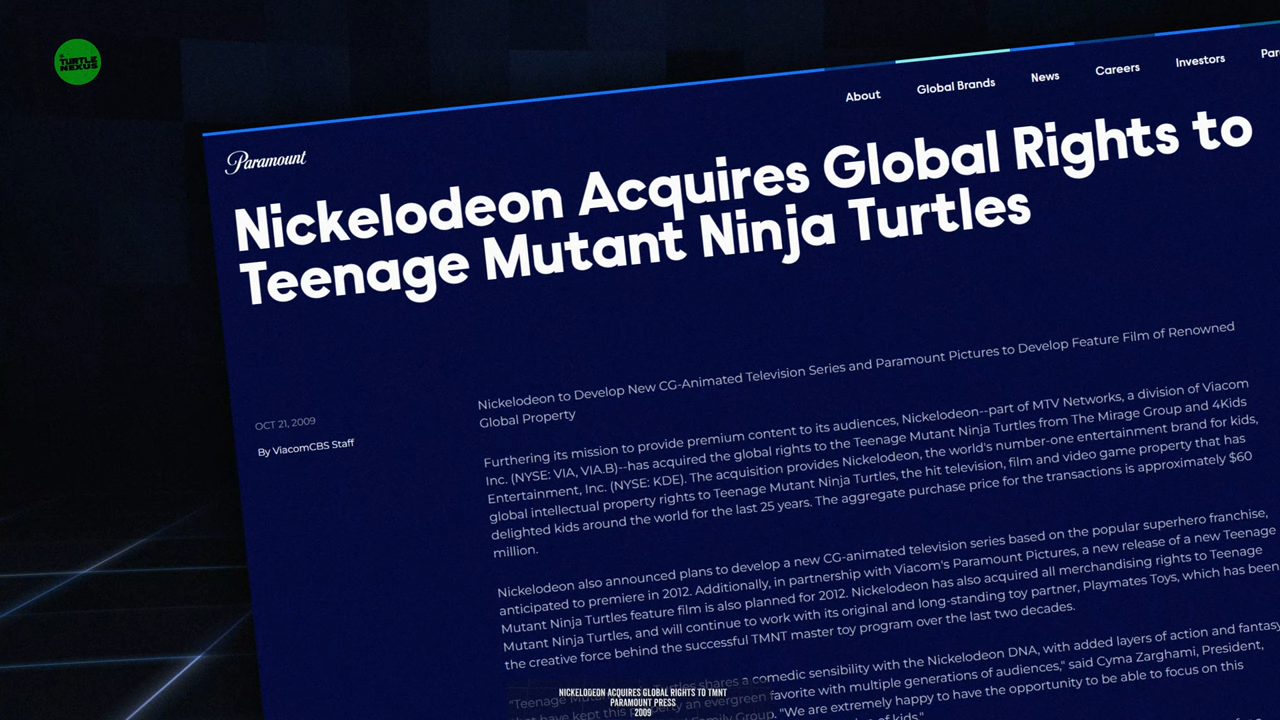 TURTLE
NEXUS
About
Global Brands
News
Careers
Investors
Paramount
Nickelodeon Acquires Global Rights to
Teenage Mutant Ninja Turtles
OCT 21, 2009
By ViacomCBS Staff
Nickelodeon to Develop New CG-Animated Television Series and Paramount Pictures to Develop Feature Film of Renowned
Global Property
Furthering its mission to provide premium content to its audiences, Nickelodeon--part of MTV Networks, a division of Viacom
Inc. (NYSE: VIA, VIA.B)--has acquired the global rights to the Teenage Mutant Ninja Turtles from The Mirage Group and 4Kids
Entertainment, Inc. (NYSE: KDE). The acquisition provides Nickelodeon, the world's number-one entertainment brand for kids,
global intellectual property rights to Teenage Mutant Ninja Turtles, the hit television, film and video game property that has
delighted kids around the world for the last 25 years. The aggregate purchase price for the transactions is approximately $60
million.
Nickelodeon also announced plans to develop a new CG-animated television series based on the popular superhero franchise,
anticipated to premiere in 2012. Additionally, in partnership with Viacom's Paramount Pictures, a new release of a new Teenage
Mutant Ninja Turtles feature film is also planned for 2012. Nickelodeon has also acquired all merchandising rights to Teenage
Mutant Ninja Turtles, and will continue to work with its original and long-standing toy partner, Playmates Toys, which has been
the creative force behind the successful TMNT master toy program over the last two decades.
"Teenage Turtles shares a comedic sensibility with the Nickelodeon DNA, with added layers of action and fantasy
that have kept this property an evergreen favorite with multiple generations of audiences," said Cyma Zarghami, President,
Family Group. "We are extremely happy to have the opportunity to be able to focus on this
of kids."
NICKELODEON ACQUIRES GLOBAL RIGHTS TO TMNT
PARAMOUNT PRESS
2009